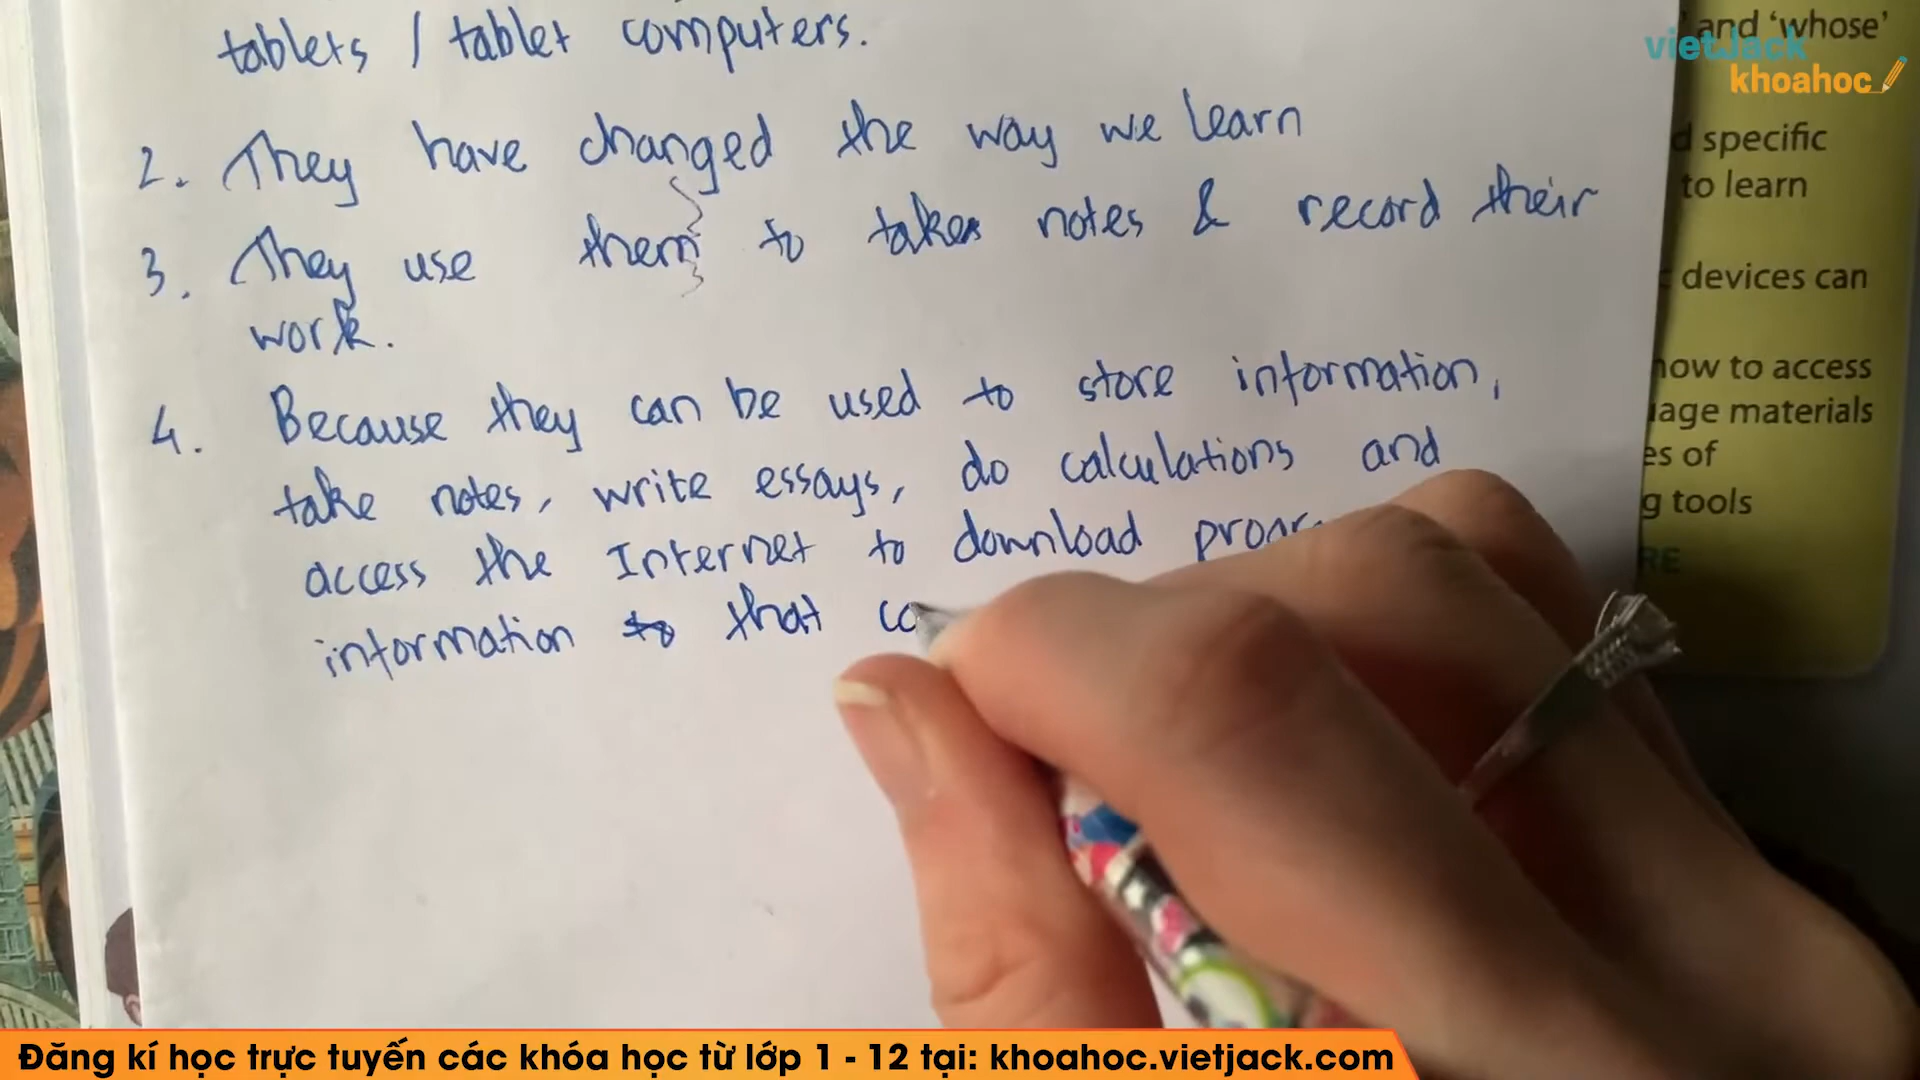 tablets / tablet computers.
2. They have changed the way we learn
3. They use them to take notes & record their
work.
4. Because they can be used to store information,
take notes, write essays, do calculations and
access the Internet to download
information that
and 'whose'
specific
to learn
devices can
how to access
materials
of
tools
vietJack
khoahoc
Đăng kí học trực tuyến các khóa học từ lớp 1 - 12 tại: khoahoc.vietjack.com